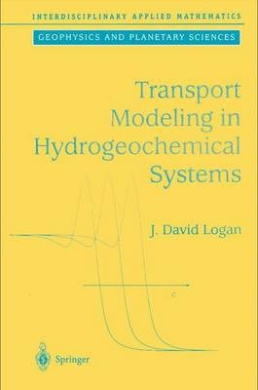 INTERDISCIPLINARY APPLIED MATHEMATICS
GEOPHYSICS AND PLANETARY SCIENCES
Transport
Modeling in
Hydrogeochemical
Systems
J. David Logan
Springer